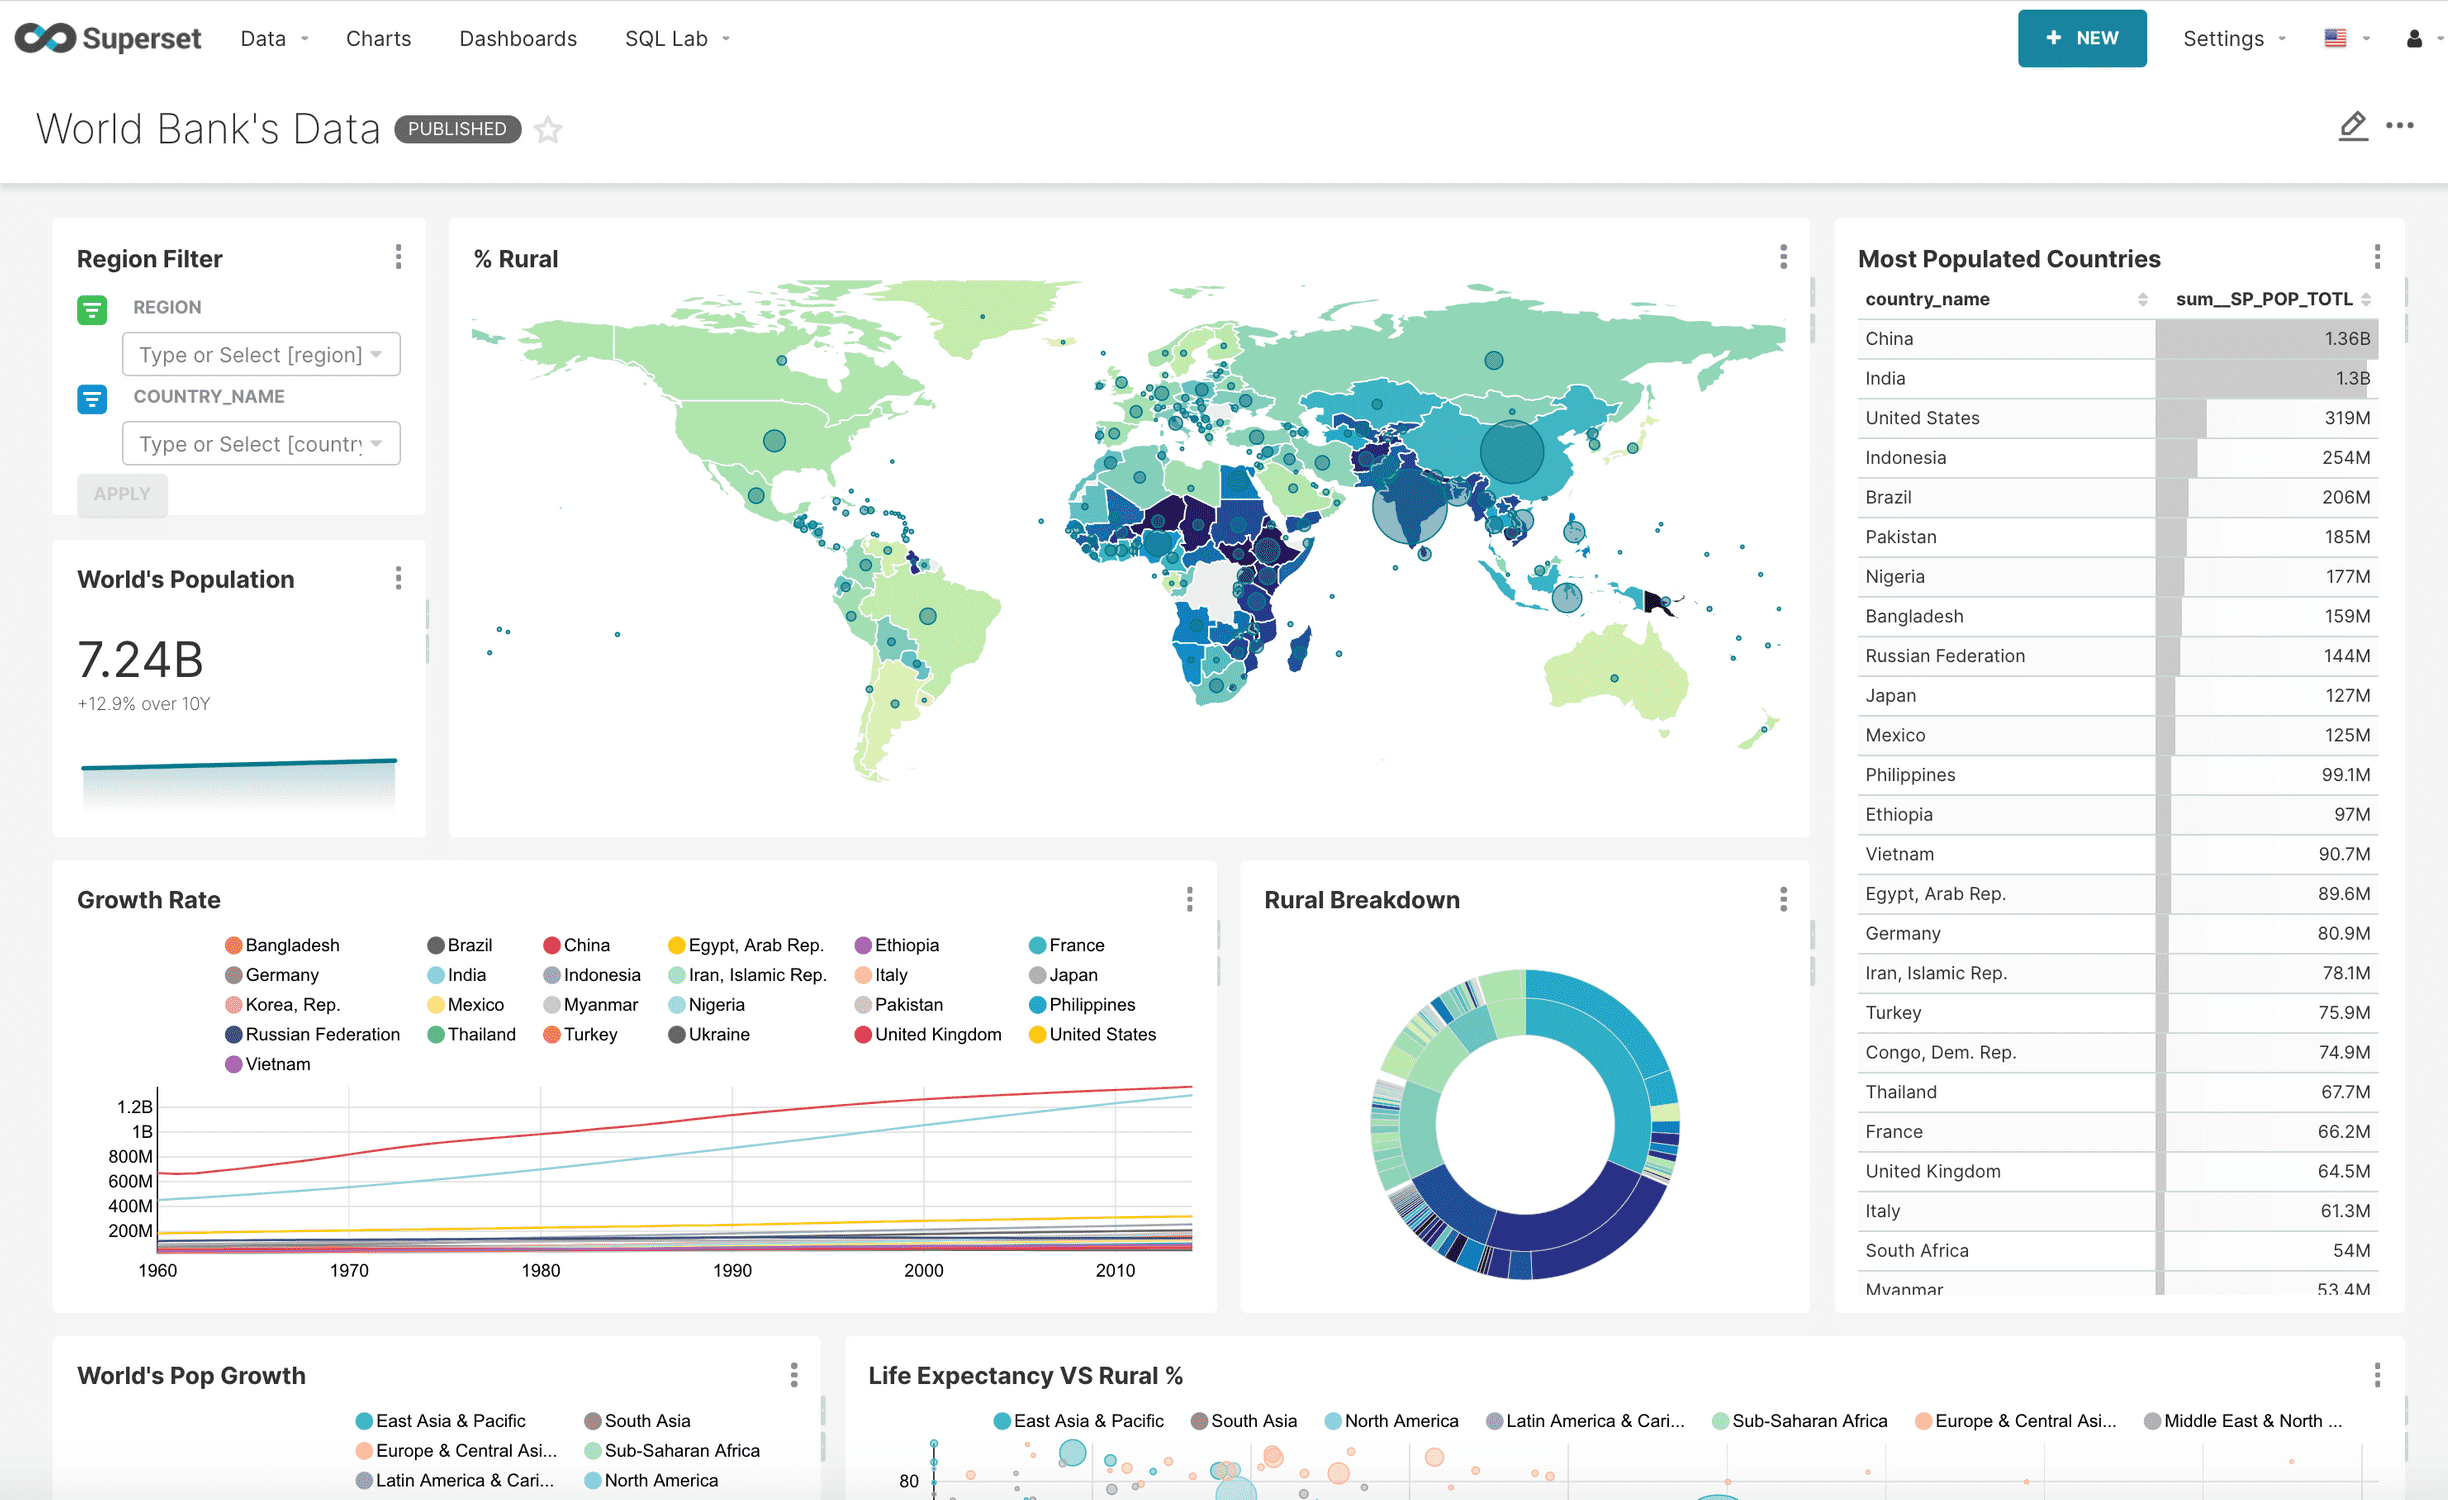 Superset Data Charts Dashboards SQL Lab + NEW Settings
World Bank's Data PUBLISHED
Region Filter
REGION
Type or Select [region]
COUNTRY_NAME
Type or Select [country
APPLY
World's Population
7.24B
+12.9% over 10Y
% Rural
Most Populated Countries
country_name sum__SP_POP_TOTL
China 1.36B
India 1.3B
United States 319M
Indonesia 254M
Brazil 206M
Pakistan 185M
Nigeria 177M
Bangladesh 159M
Russian Federation 144M
Japan 127M
Mexico 125M
Philippines 99.1M
Ethiopia 97M
Vietnam 90.7M
Egypt, Arab Rep. 89.6M
Germany 80.9M
Iran, Islamic Rep. 78.1M
Turkey 75.9M
Congo, Dem. Rep. 74.9M
Thailand 67.7M
France 66.2M
United Kingdom 64.5M
Italy 61.3M
South Africa 54M
Myanmar 53.4M
Growth Rate
Bangladesh Brazil China Egypt, Arab Rep. Ethiopia France
Germany India Indonesia Iran, Islamic Rep. Italy Japan
Korea, Rep. Mexico Myanmar Nigeria Pakistan Philippines
Russian Federation Thailand Turkey Ukraine United Kingdom United States
Vietnam
1.2B
1B
800M
600M
400M
200M
1960 1970 1980 1990 2000 2010
Rural Breakdown
World's Pop Growth
East Asia & Pacific South Asia
Europe & Central Asi... Sub-Saharan Africa
Latin America & Cari... North America
Life Expectancy VS Rural %
East Asia & Pacific South Asia North America Latin America & Cari... Sub-Saharan Africa Europe & Central Asi... Middle East & North ...
80